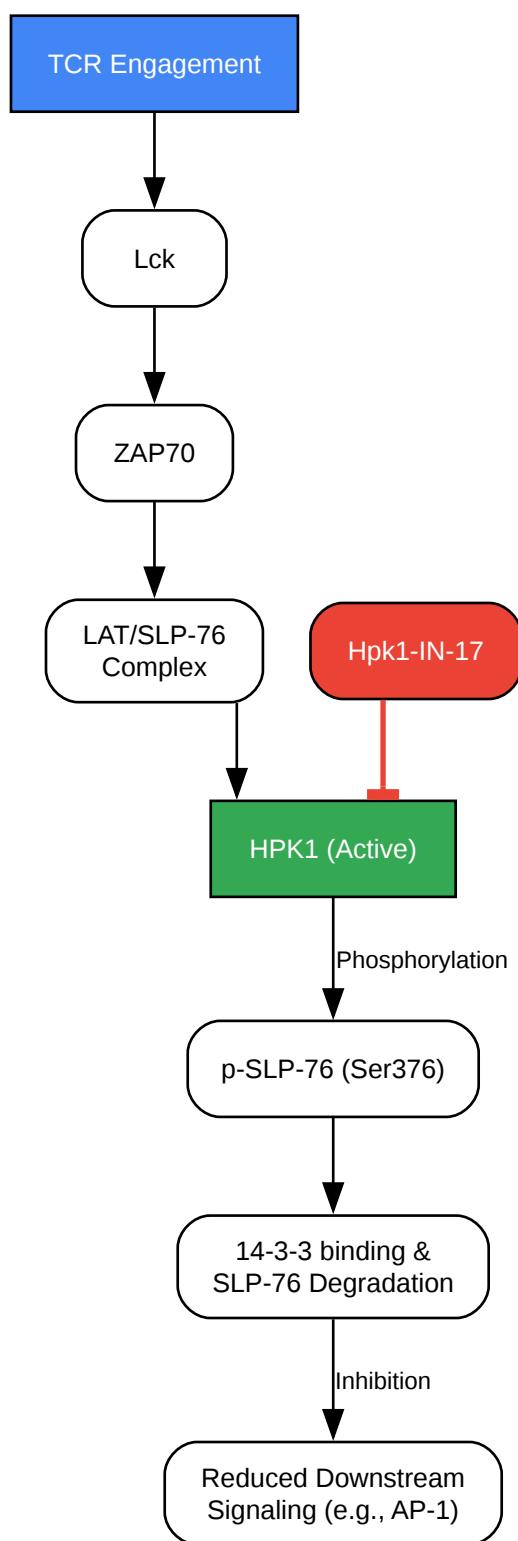 TCR Engagement
Lck
ZAP70
LAT/SLP-76
Complex
Hpk1-IN-17
HPK1 (Active)
Phosphorylation
p-SLP-76 (Ser376)
14-3-3 binding &
SLP-76 Degradation
Inhibition
Reduced Downstream
Signaling (e.g., AP-1)